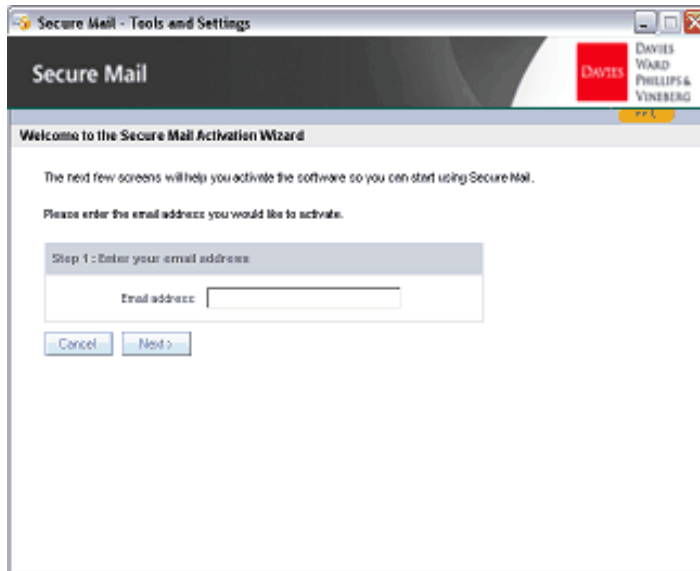 Secure Mail - Tools and Settings
Secure Mail
DAVIES
DAVIES
WARD
PHILLIPS &
VINEBERG
Welcome to the Secure Mail Activation Wizard
The next few screens will help you activate the software so you can start using Secure Mail.
Please enter the email address you would like to activate.
Step 1 : Enter your email address
Email address:
Cancel
Next >